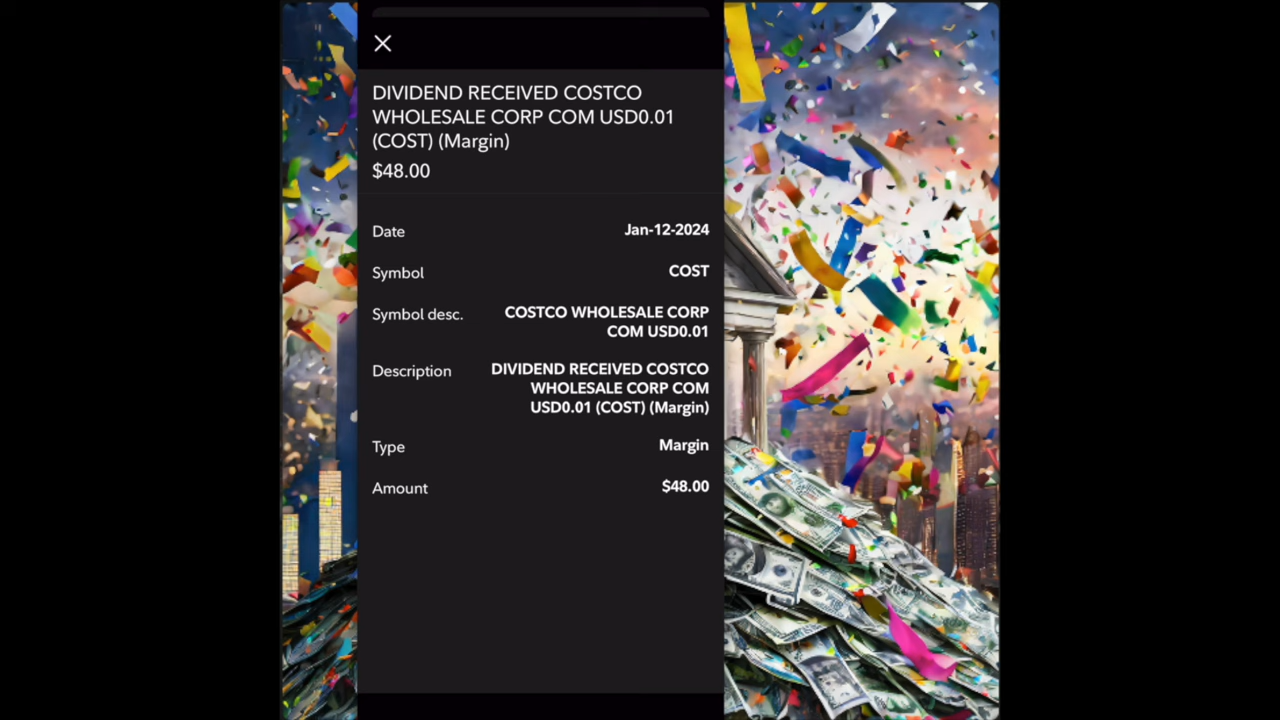 DIVIDEND RECEIVED COSTCO
WHOLESALE CORP COM USD0.01
(COST) (Margin)
$48.00
Date Jan-12-2024
Symbol COST
Symbol desc. COSTCO WHOLESALE CORP
COM USD0.01
Description DIVIDEND RECEIVED COSTCO
WHOLESALE CORP COM
USD0.01 (COST) (Margin)
Type Margin
Amount $48.00